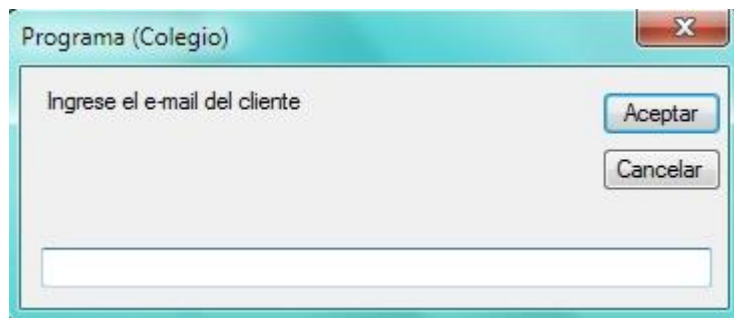 Programa (Colegio)
Ingrese el e-mail del cliente
Aceptar
Cancelar